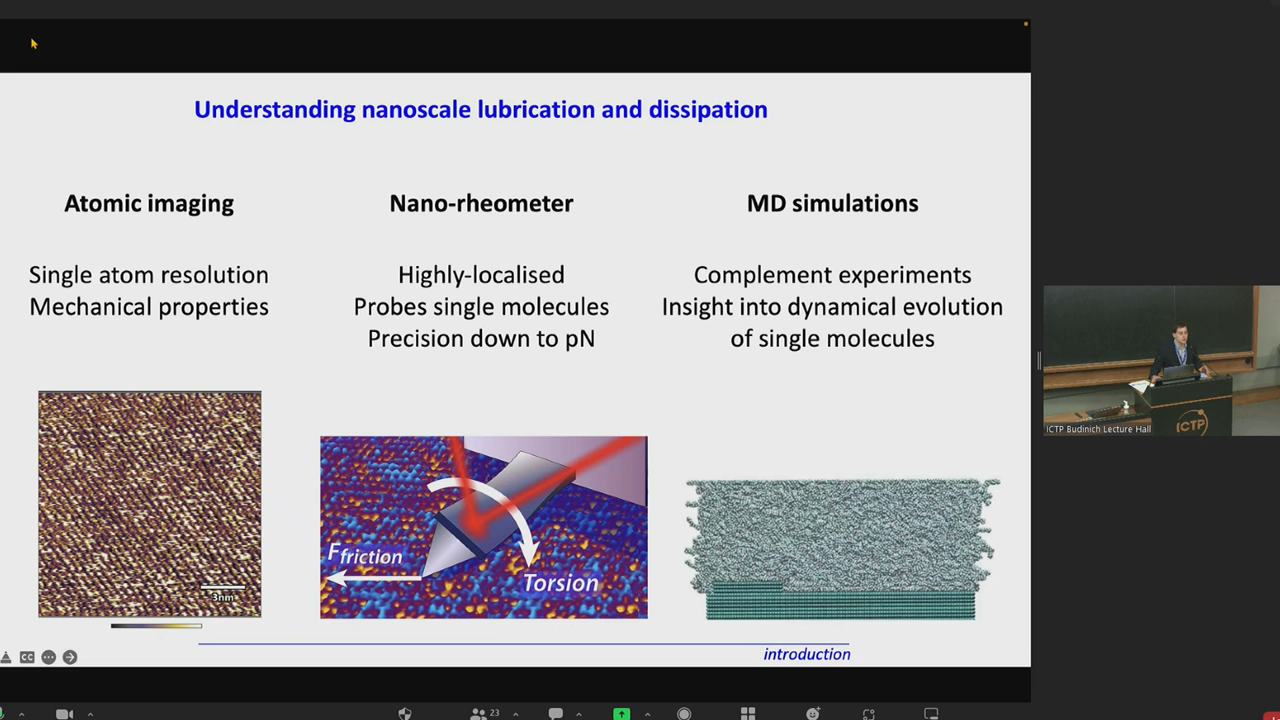 Understanding nanoscale lubrication and dissipation
Atomic imaging
Single atom resolution
Mechanical properties
3nm
Nano-rheometer
Highly-localised
Probes single molecules
Precision down to pN
Ffriction
Torsion
MD simulations
Complement experiments
Insight into dynamical evolution
of single molecules
introduction
CC
ICTP
ICTP Budinich Lecture Hall
23